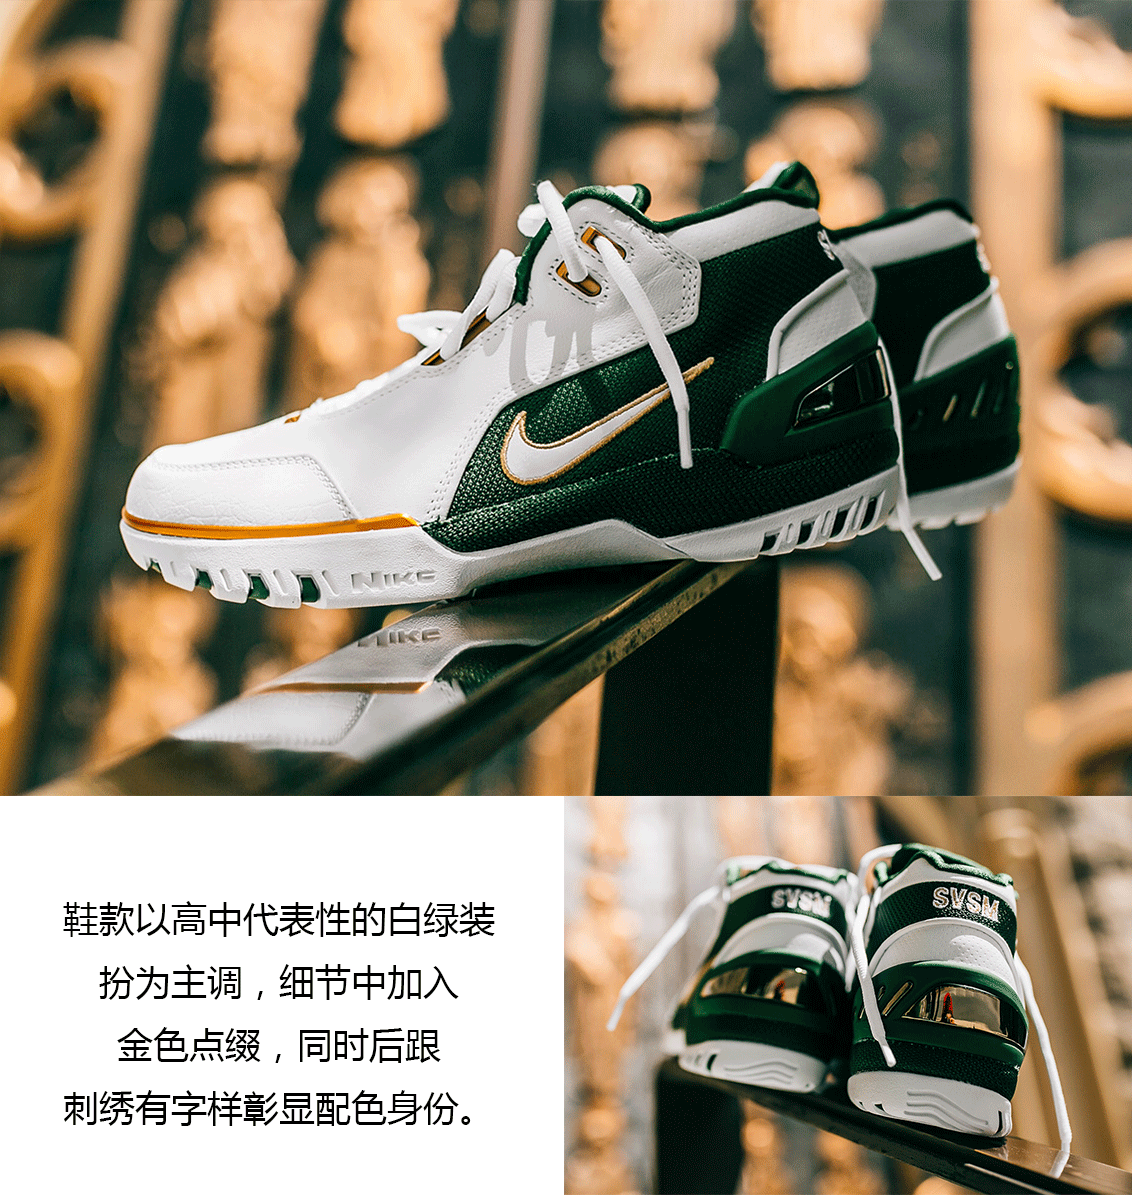 NIKE
NIKE
鞋款以高中代表性的白绿装
扮为主调，细节中加入
金色点缀，同时后跟
刺绣有字样彰显配色身份。
SVSM
SVSM